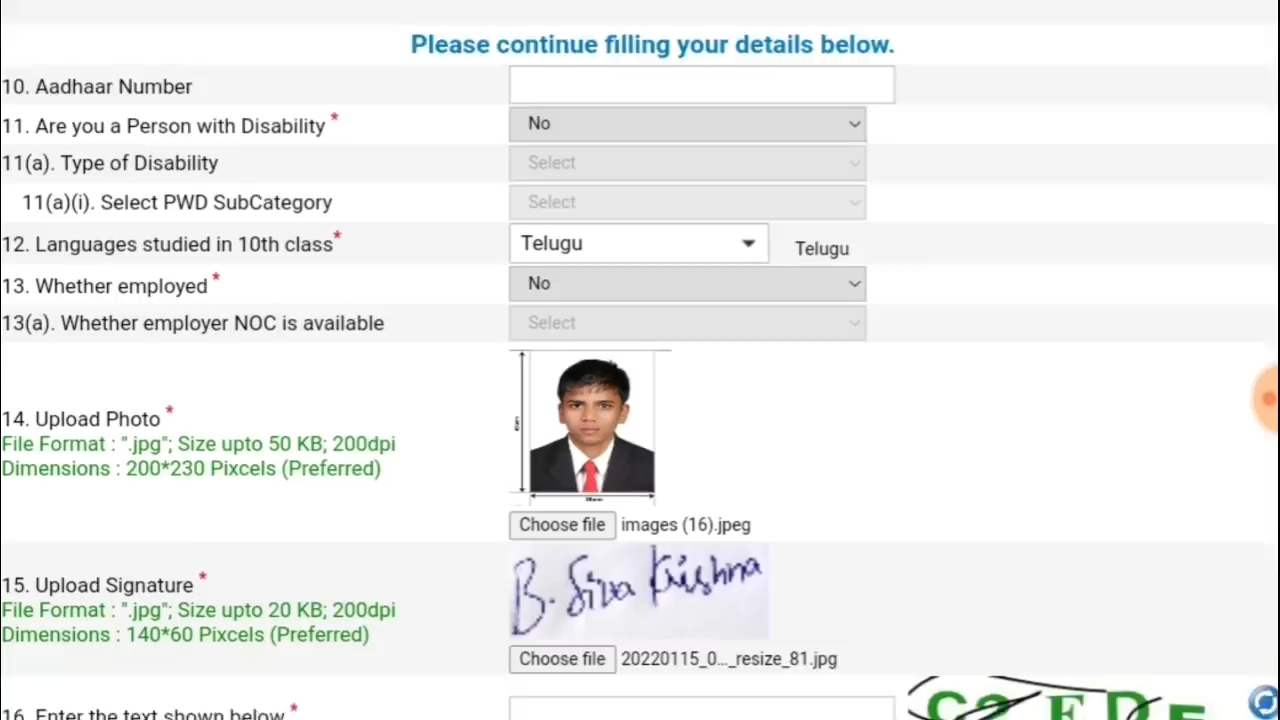 Please continue filling your details below.
10. Aadhaar Number
11. Are you a Person with Disability * No
11(a). Type of Disability Select
11(a)(i). Select PWD SubCategory Select
12. Languages studied in 10th class* Telugu Telugu
13. Whether employed * No
13(a). Whether employer NOC is available Select
14. Upload Photo *
File Format : ".jpg"; Size upto 50 KB; 200dpi
Dimensions : 200*230 Pixcels (Preferred)
Choose file images (16).jpeg
B. Siva Krishna
15. Upload Signature *
File Format : ".jpg"; Size upto 20 KB; 200dpi
Dimensions : 140*60 Pixcels (Preferred)
Choose file 20220115_0..._resize_81.jpg
16. Enter the text shown below *